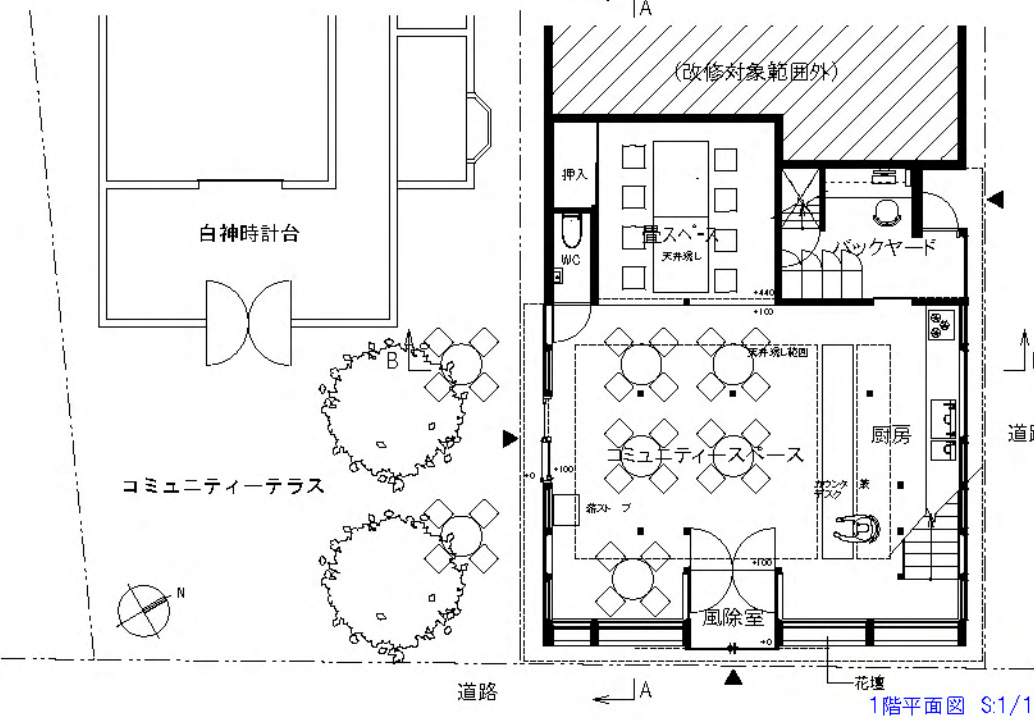 A
(改修対象範囲外)
押入
白神時計台
畳スペース
WC
天井現し
バックヤード
+440
+100
天井現し範囲
B
道路
厨房
コミュニティースペース
+100
+0
コミュニティーテラス
カウンター兼
デスク
薪ストーブ
+100
N
風除室
+0
道路
A
花壇
1階平面図 S:1/1